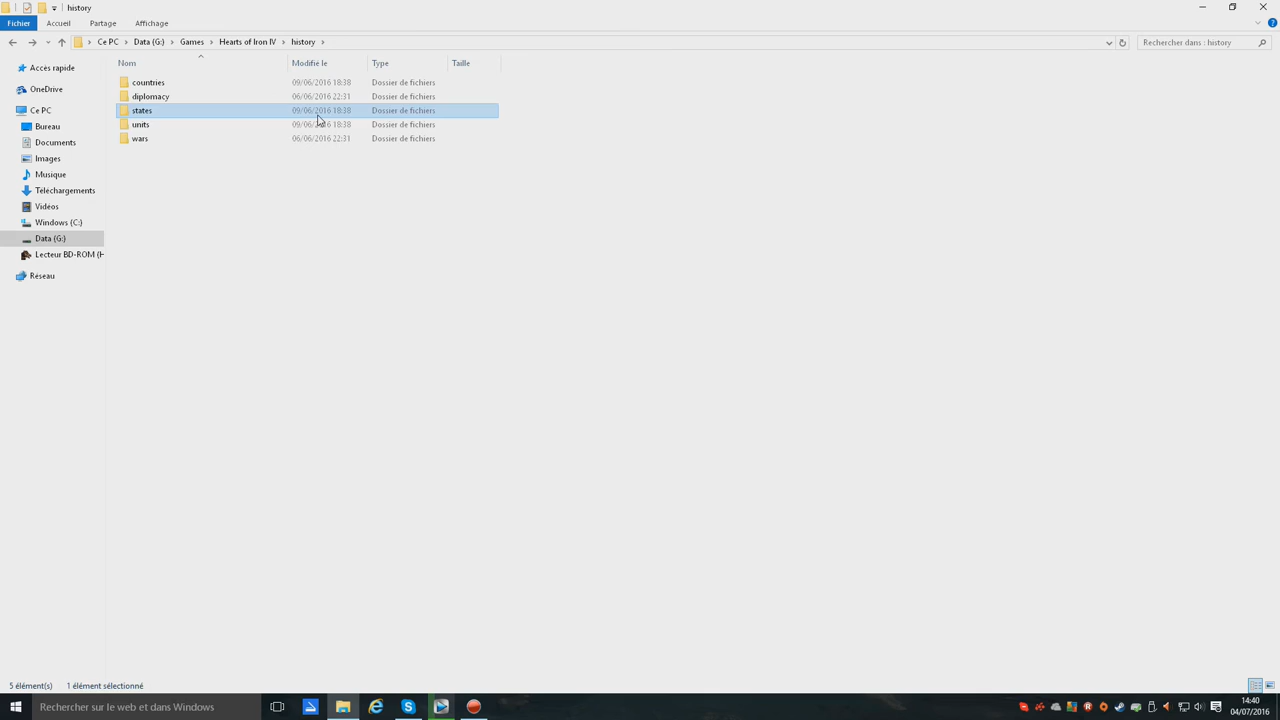 history
Fichier Accueil Partage Affichage
Ce PC Data (G:) Games Hearts of Iron IV history Rechercher dans : history
Nom Modifié le Type Taille
Accès rapide
OneDrive
Ce PC
Bureau
Documents
Images
Musique
Téléchargements
Vidéos
Windows (C:)
Data (G:)
Lecteur BD-ROM (H
Réseau
countries 09/06/2016 18:38 Dossier de fichiers
diplomacy 06/06/2016 22:31 Dossier de fichiers
states 09/06/2016 18:38 Dossier de fichiers
units 09/06/2016 18:38 Dossier de fichiers
wars 06/06/2016 22:31 Dossier de fichiers
5 élément(s) 1 élément sélectionné
Rechercher sur le web et dans Windows
14:40
04/07/2016